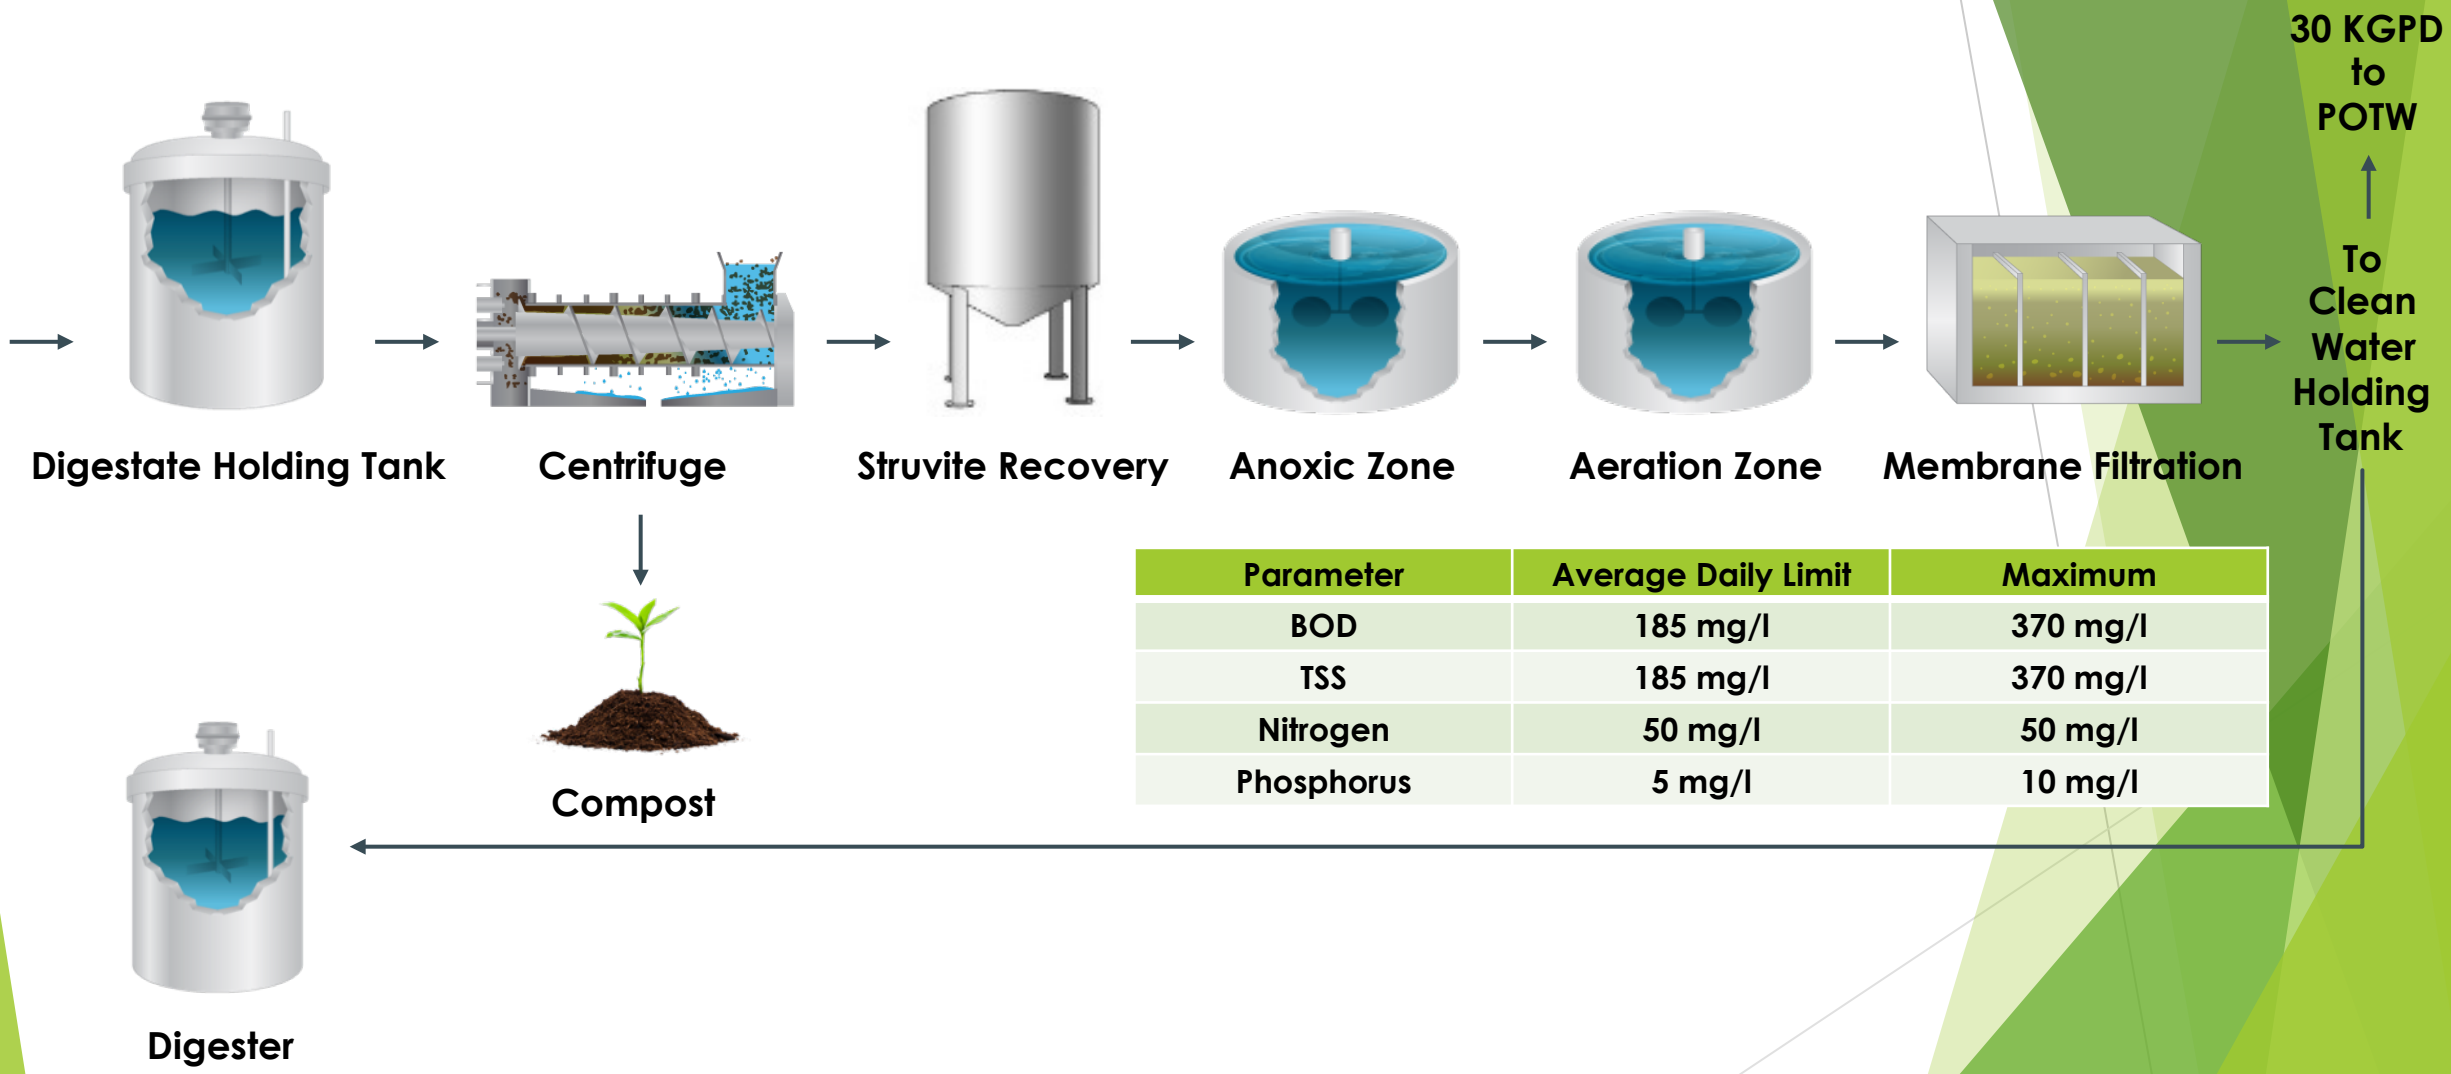 30 KGPD
to
POTW
To
Clean
Water
Holding
Tank
Digestate Holding Tank
Centrifuge
Struvite Recovery
Anoxic Zone
Aeration Zone
Membrane Filtration
Parameter Average Daily Limit Maximum
BOD 185 mg/l 370 mg/l
TSS 185 mg/l 370 mg/l
Nitrogen 50 mg/l 50 mg/l
Phosphorus 5 mg/l 10 mg/l
Compost
Digester